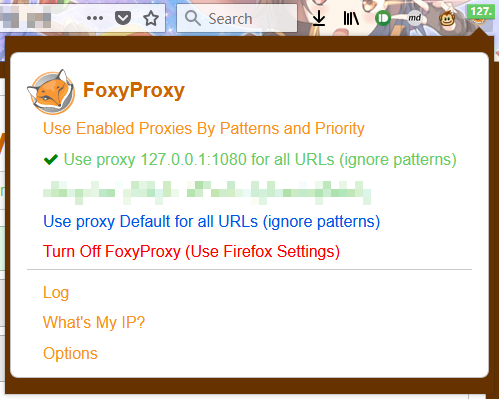 Search
md
127.
FoxyProxy
Use Enabled Proxies By Patterns and Priority
Use proxy 127.0.0.1:1080 for all URLs (ignore patterns)
Use proxy Default for all URLs (ignore patterns)
Turn Off FoxyProxy (Use Firefox Settings)
Log
What's My IP?
Options